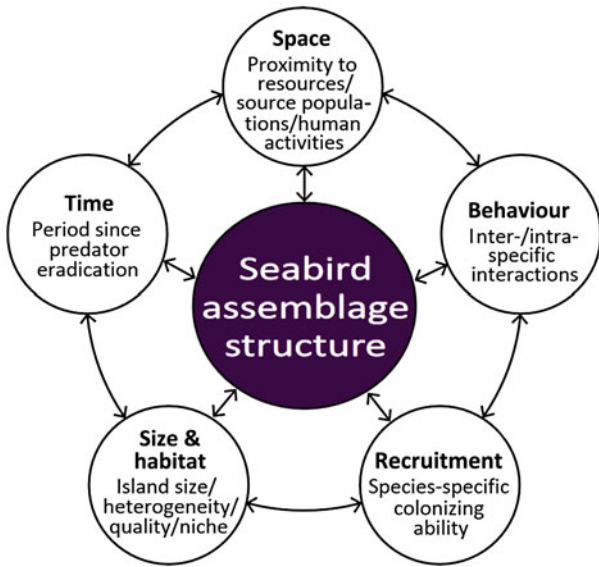 Space
Proximity to
resources/
source popula-
tions/human
activities
Time
Period since
predator
eradication
Behaviour
Inter-/intra-
specific
interactions
Seabird
assemblage
structure
Size &
habitat
Island size/
heterogeneity/
quality/niche
Recruitment
Species-specific
colonizing
ability